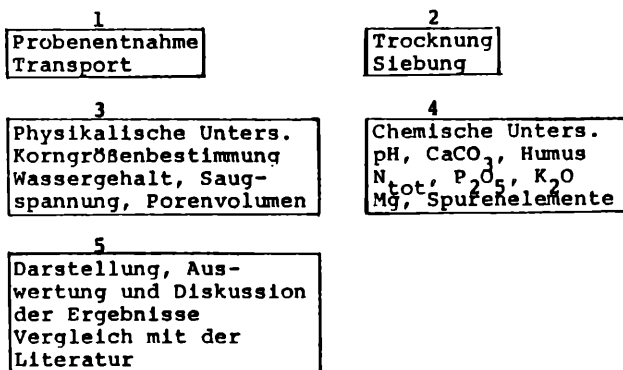 1
Probenentnahme
Transport
2
Trocknung
Siebung
3
Physikalische Unters.
Korngrößenbestimmung
Wassergehalt, Saug-
spannung, Porenvolumen
4
Chemische Unters.
pH, CaCO3, Humus
Ntot, P2O5, K2O
Mg, Spurenelemente
5
Darstellung, Aus-
wertung und Diskussion
der Ergebnisse
Vergleich mit der
Literatur